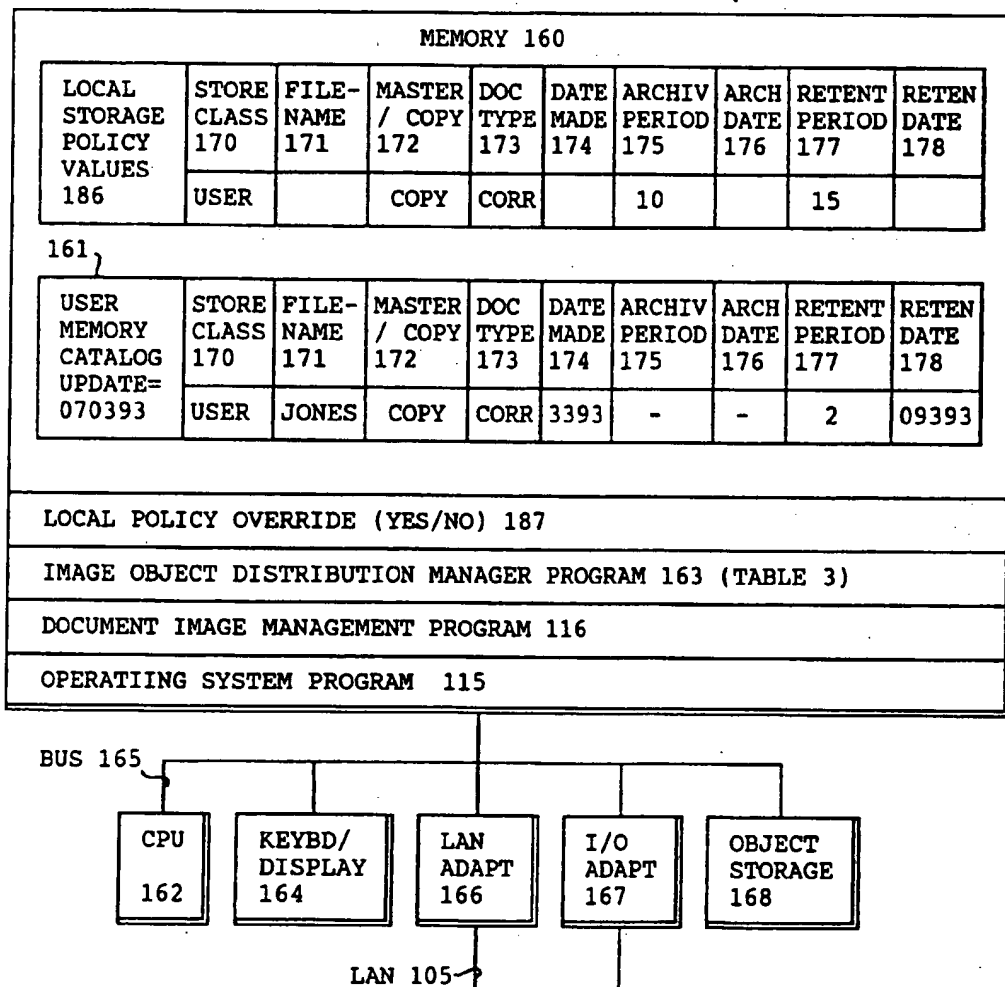 MEMORY 160
LOCAL STORAGE POLICY VALUES 186
STORE CLASS 170
FILE-NAME 171
MASTER / COPY 172
DOC TYPE 173
DATE MADE 174
ARCHIV PERIOD 175
ARCH DATE 176
RETENT PERIOD 177
RETEN DATE 178
USER COPY CORR 10 15
161
USER MEMORY CATALOG UPDATE= 070393
STORE CLASS 170
FILE-NAME 171
MASTER / COPY 172
DOC TYPE 173
DATE MADE 174
ARCHIV PERIOD 175
ARCH DATE 176
RETENT PERIOD 177
RETEN DATE 178
USER JONES COPY CORR 3393 - - 2 09393
LOCAL POLICY OVERRIDE (YES/NO) 187
IMAGE OBJECT DISTRIBUTION MANAGER PROGRAM 163 (TABLE 3)
DOCUMENT IMAGE MANAGEMENT PROGRAM 116
OPERATIING SYSTEM PROGRAM 115
BUS 165
CPU 162
KEYBD/ DISPLAY 164
LAN ADAPT 166
I/O ADAPT 167
OBJECT STORAGE 168
LAN 105